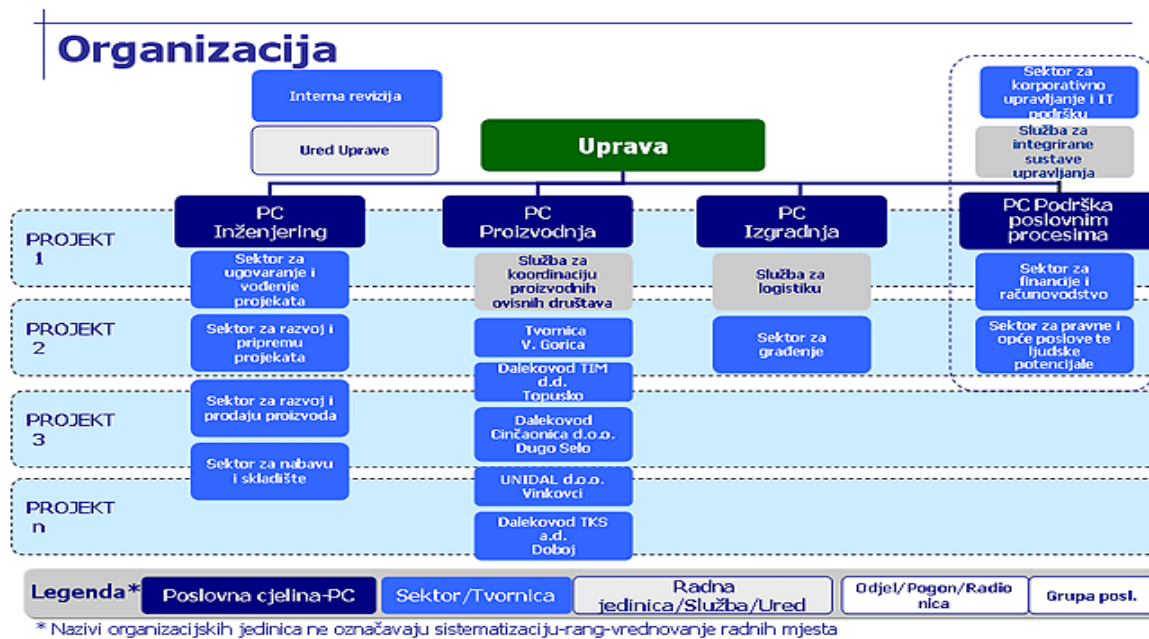 Organizacija
Interna revizija
Ured Uprave
Uprava
Sektor za
korporativno
upravljanje i IT
podršku
Služba za
integrirane
sustave
upravljanja
PC
Inženjering
PC
Proizvodnja
PC
Izgradnja
PC Podrška
poslovnim
procesima
PROJEKT
1
Sektor za
ugovaranje i
vođenje
projekata
Služba za
koordinaciju
proizvodnih
ovisnih društava
Služba za
logistiku
Sektor za
financije i
računovodstvo
PROJEKT
2
Sektor za razvoj i
pripremu
projekata
Tvornica
V. Gorica
Dalekovod TIM
d.d.
Topusko
Sektor za
građenje
Sektor za pravne i
opće poslove te
ljudske
potencijale
PROJEKT
3
Sektor za razvoj i
prodaju proizvoda
Sektor za nabavu
i skladište
Dalekovod
Cinčaonica d.o.o.
Dugo Selo
PROJEKT
n
UNIDAL d.o.o.
Vinkovci
Dalekovod TKS
a.d.
Doboj
Legenda*
Poslovna cjelina-PC
Sektor/Tvornica
Radna
jedinica/Služba/Ured
Odjel/Pogon/Radio
nica
Grupa posl.
* Nazivi organizacijskih jedinica ne označavaju sistematizaciju-rang-vrednovanje radnih mjesta